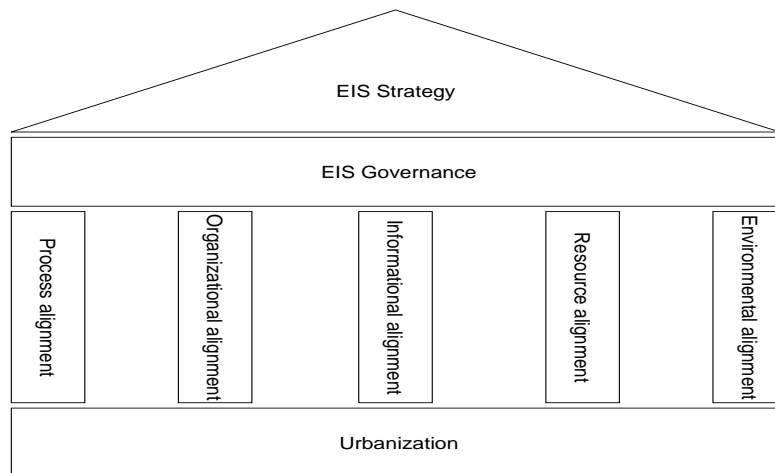 EIS Strategy
EIS Governance
Process alignment
Organizational alignment
Informational alignment
Resource alignment
Environmental alignment
Urbanization